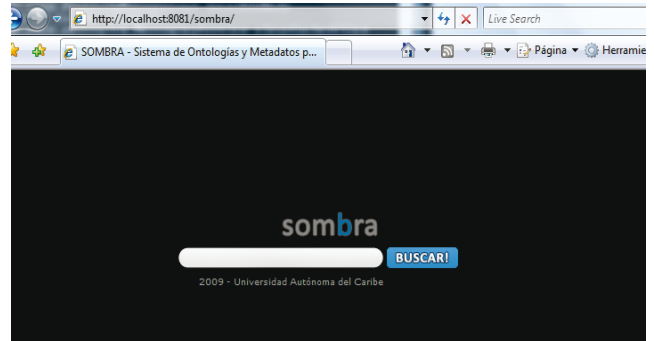 http://localhost:8081/sombra/
Live Search
SOMBRA - Sistema de Ontologías y Metadatos p...
Página
Herramie
sombra
BUSCAR!
2009 - Universidad Autónoma del Caribe